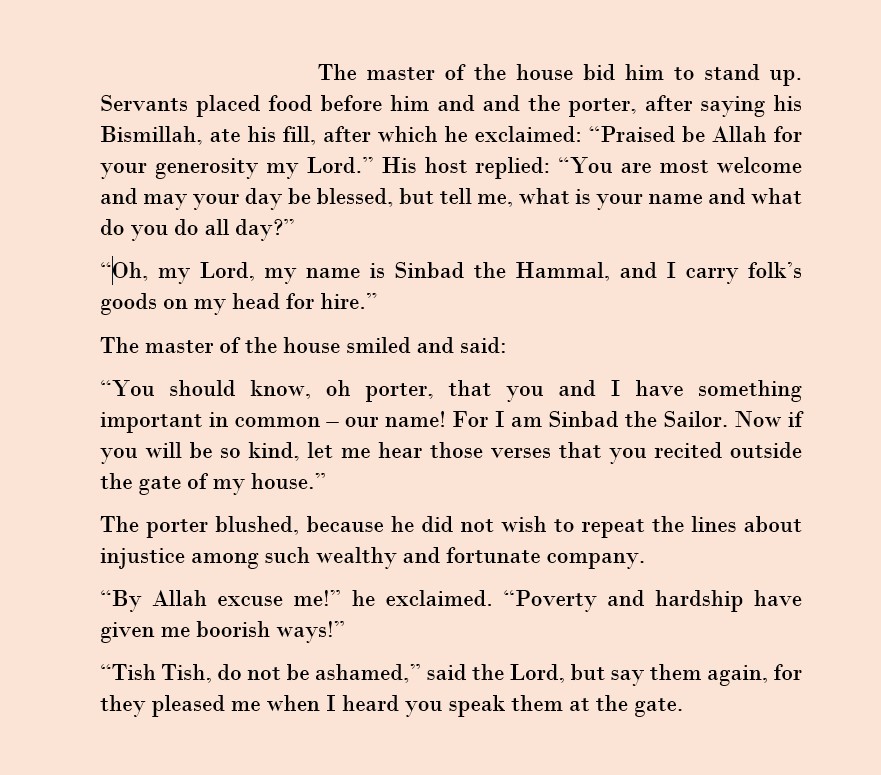 The master of the house bid him to stand up.
Servants placed food before him and and the porter, after saying his
Bismillah, ate his fill, after which he exclaimed: “Praised be Allah for
your generosity my Lord.” His host replied: “You are most welcome
and may your day be blessed, but tell me, what is your name and what
do you do all day?”
“Oh, my Lord, my name is Sinbad the Hammal, and I carry folk’s
goods on my head for hire.”
The master of the house smiled and said:
“You should know, oh porter, that you and I have something
important in common – our name! For I am Sinbad the Sailor. Now if
you will be so kind, let me hear those verses that you recited outside
the gate of my house.”
The porter blushed, because he did not wish to repeat the lines about
injustice among such wealthy and fortunate company.
“By Allah excuse me!” he exclaimed. “Poverty and hardship have
given me boorish ways!”
“Tish Tish, do not be ashamed,” said the Lord, but say them again, for
they pleased me when I heard you speak them at the gate.